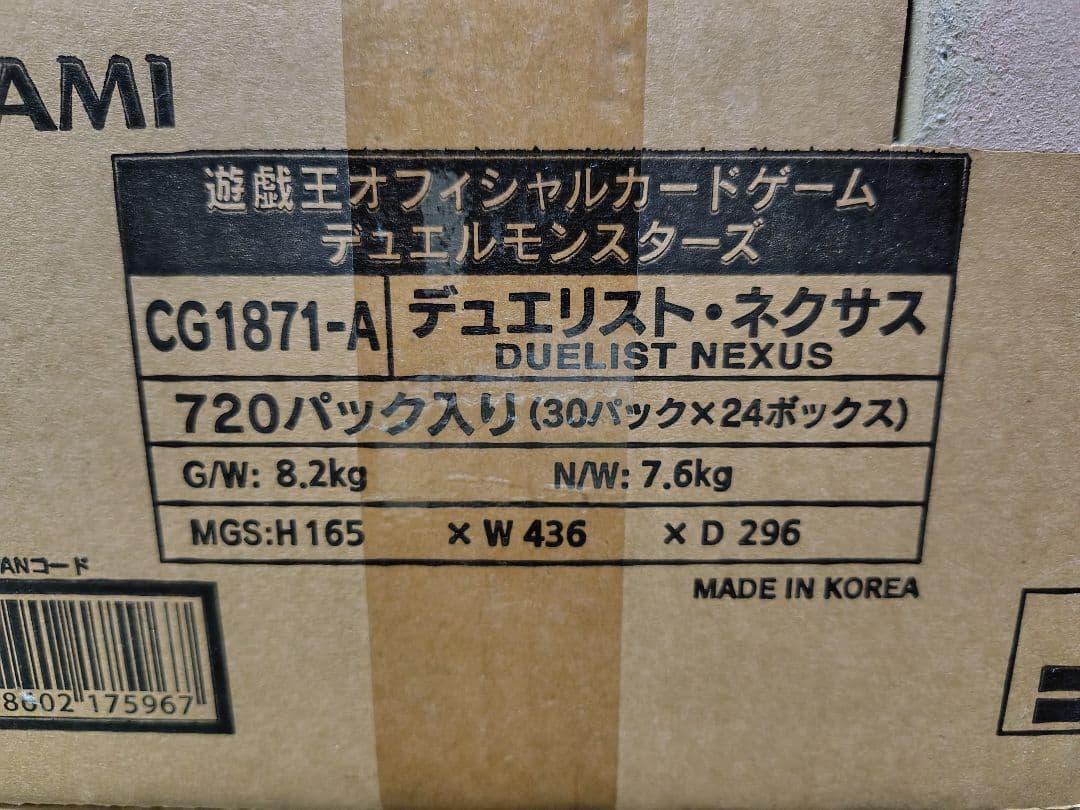 AMI
遊戯王オフィシャルカードゲーム
デュエルモンスターズ
CG1871-A
デュエリスト・ネクサス
DUELIST NEXUS
720パック入り(30パック×24ボックス)
G/W: 8.2kg N/W: 7.6kg
MGS:H 165 × W 436 × D 296
MADE IN KOREA
ANコード
8602 175967